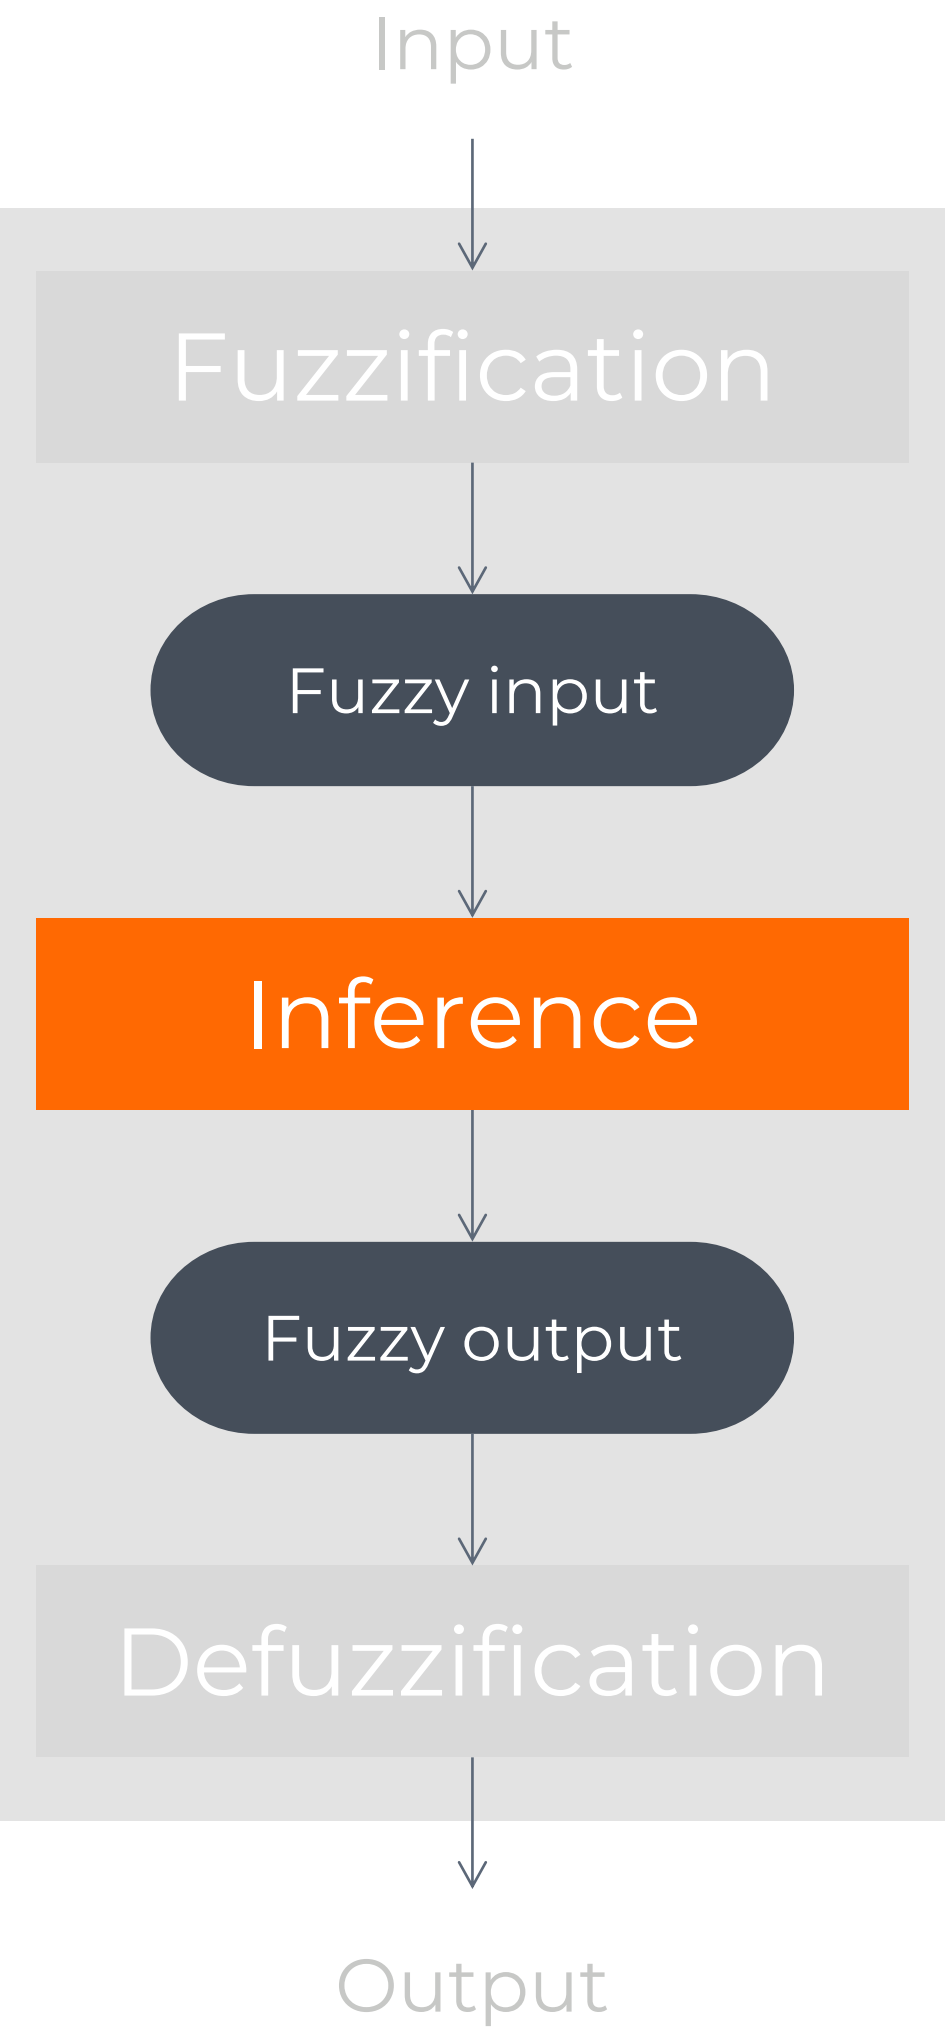 Input
Fuzzification
Fuzzy input
Inference
Fuzzy output
Defuzzification
Output